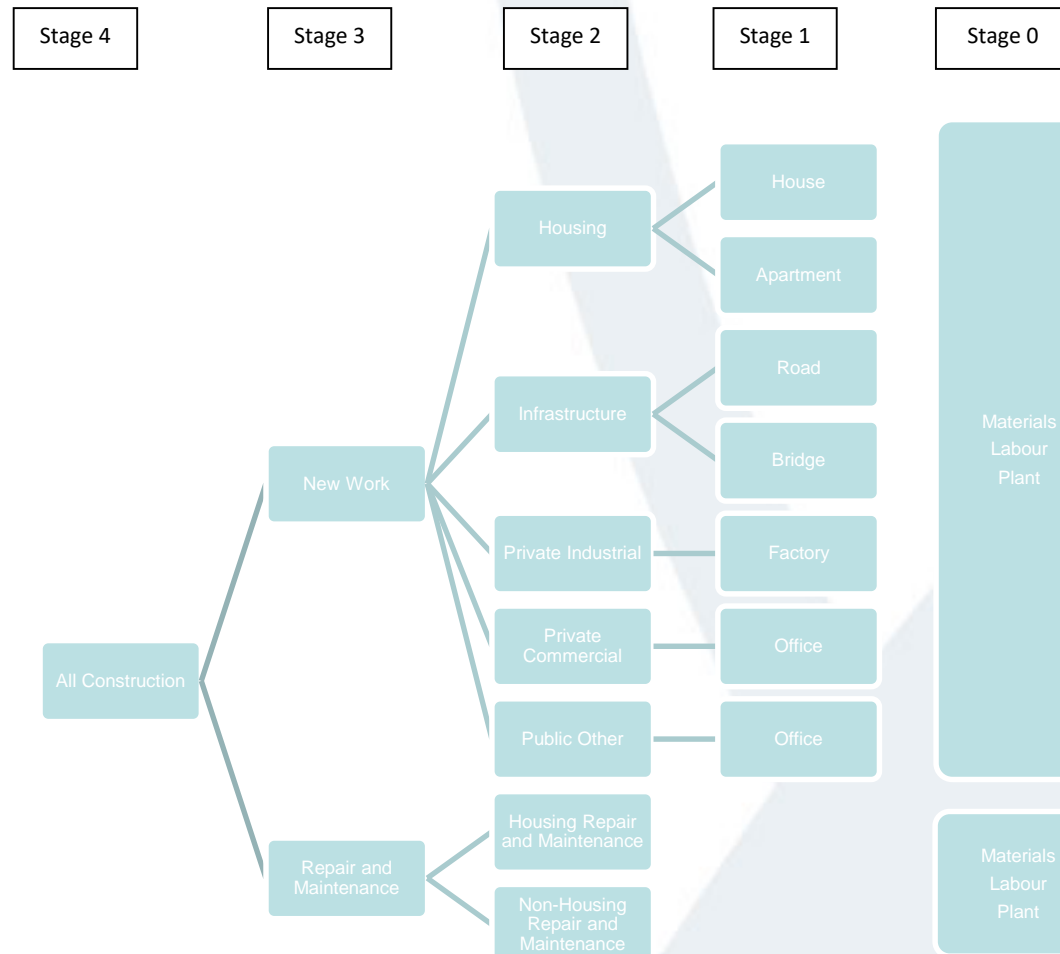 Stage 4
Stage 3
Stage 2
Stage 1
Stage 0
House
Housing
Apartment
Road
Infrastructure
Materials
Labour
Plant
Bridge
New Work
Private Industrial
Factory
Private
Commercial
Office
All Construction
Public Other
Office
Housing Repair
and Maintenance
Repair and
Maintenance
Materials
Labour
Plant
Non-Housing
Repair and
Maintenance